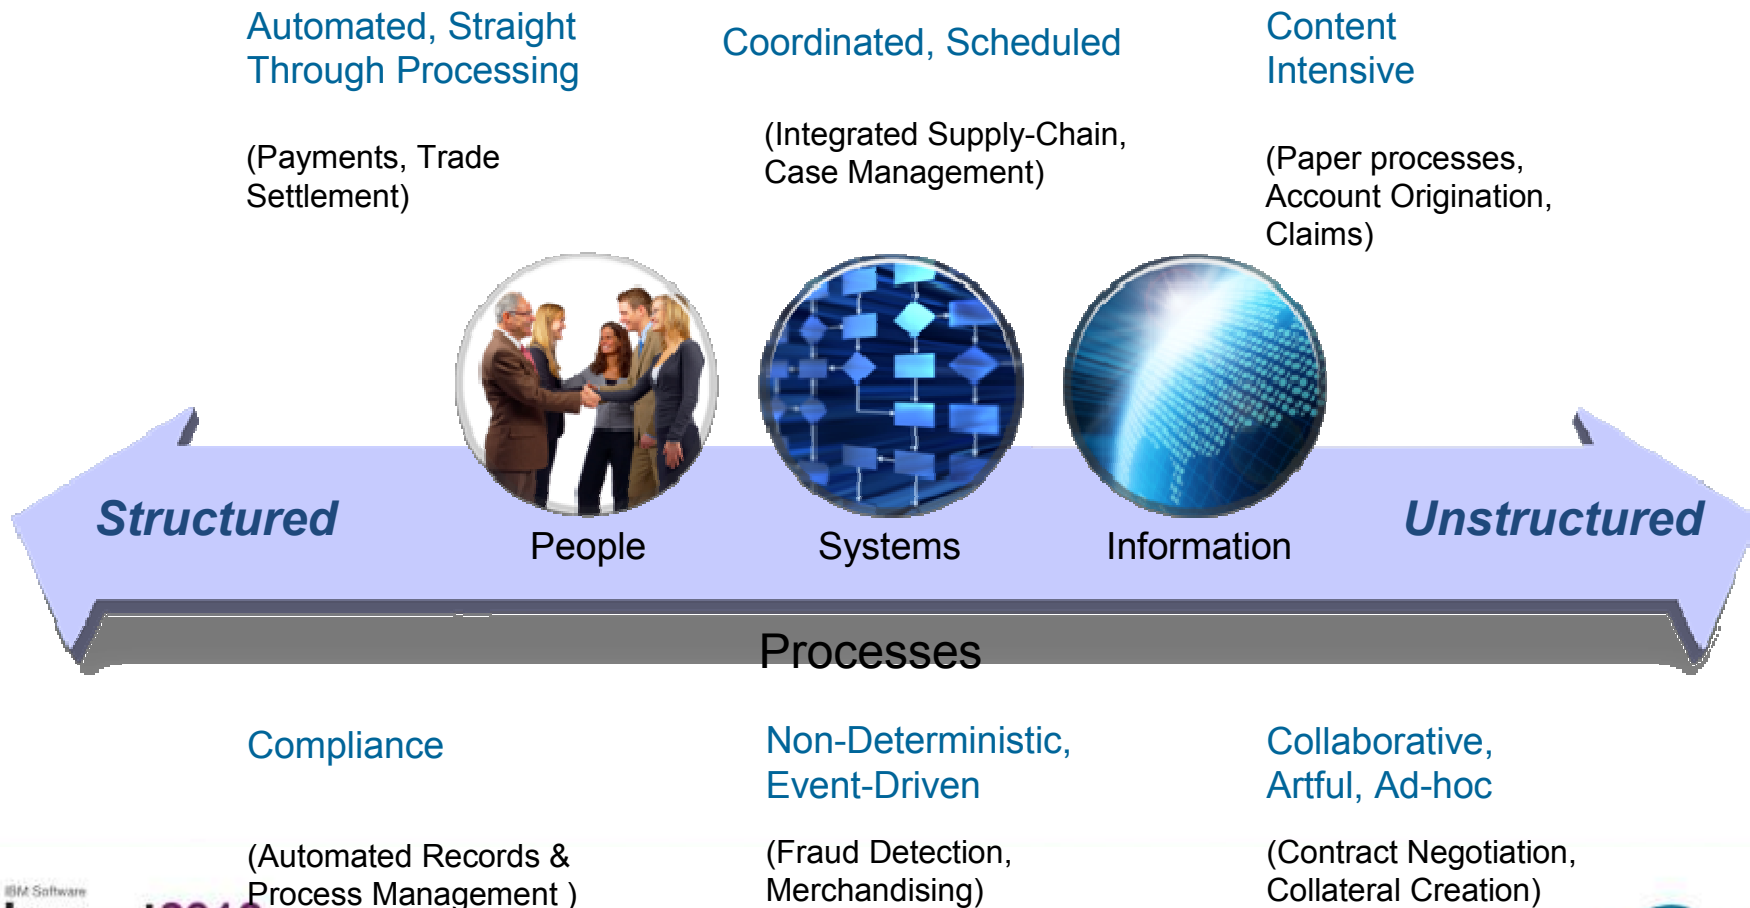 Automated, Straight
Through Processing
Coordinated, Scheduled
Content
Intensive
(Payments, Trade
Settlement)
(Integrated Supply-Chain,
Case Management)
(Paper processes,
Account Origination,
Claims)
Structured
People
Systems
Information
Unstructured
Processes
Compliance
Non-Deterministic,
Event-Driven
Collaborative,
Artful, Ad-hoc
(Automated Records &
Process Management )
(Fraud Detection,
Merchandising)
(Contract Negotiation,
Collateral Creation)
IBM Software